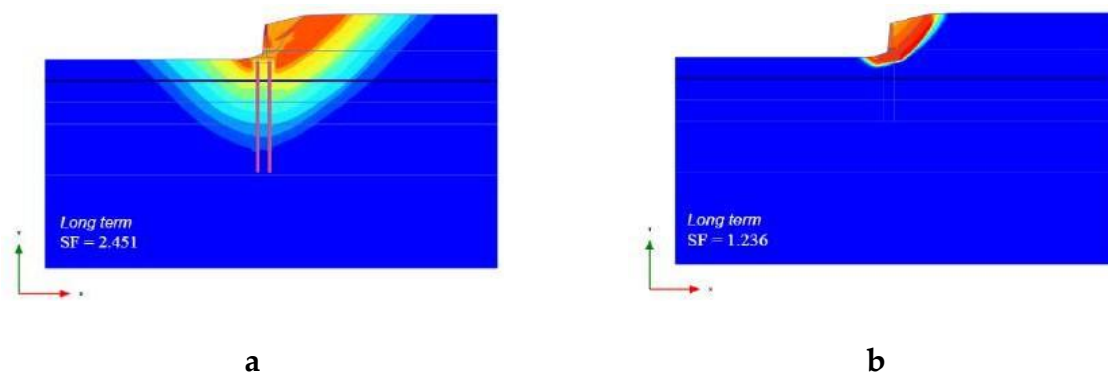 Long term
SF = 2.451
Y
x
a
Long term
SF = 1.236
Y
x
b